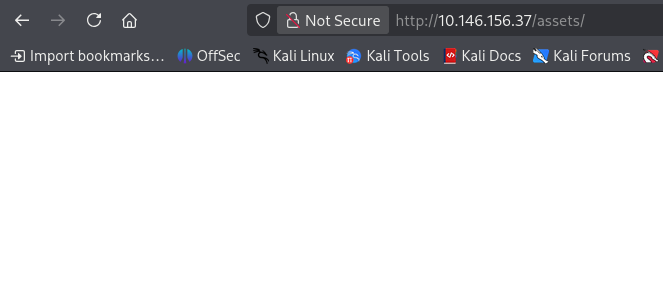 Not Secure http://10.146.156.37/assets/
Import bookmarks... OffSec Kali Linux Kali Tools Kali Docs Kali Forums